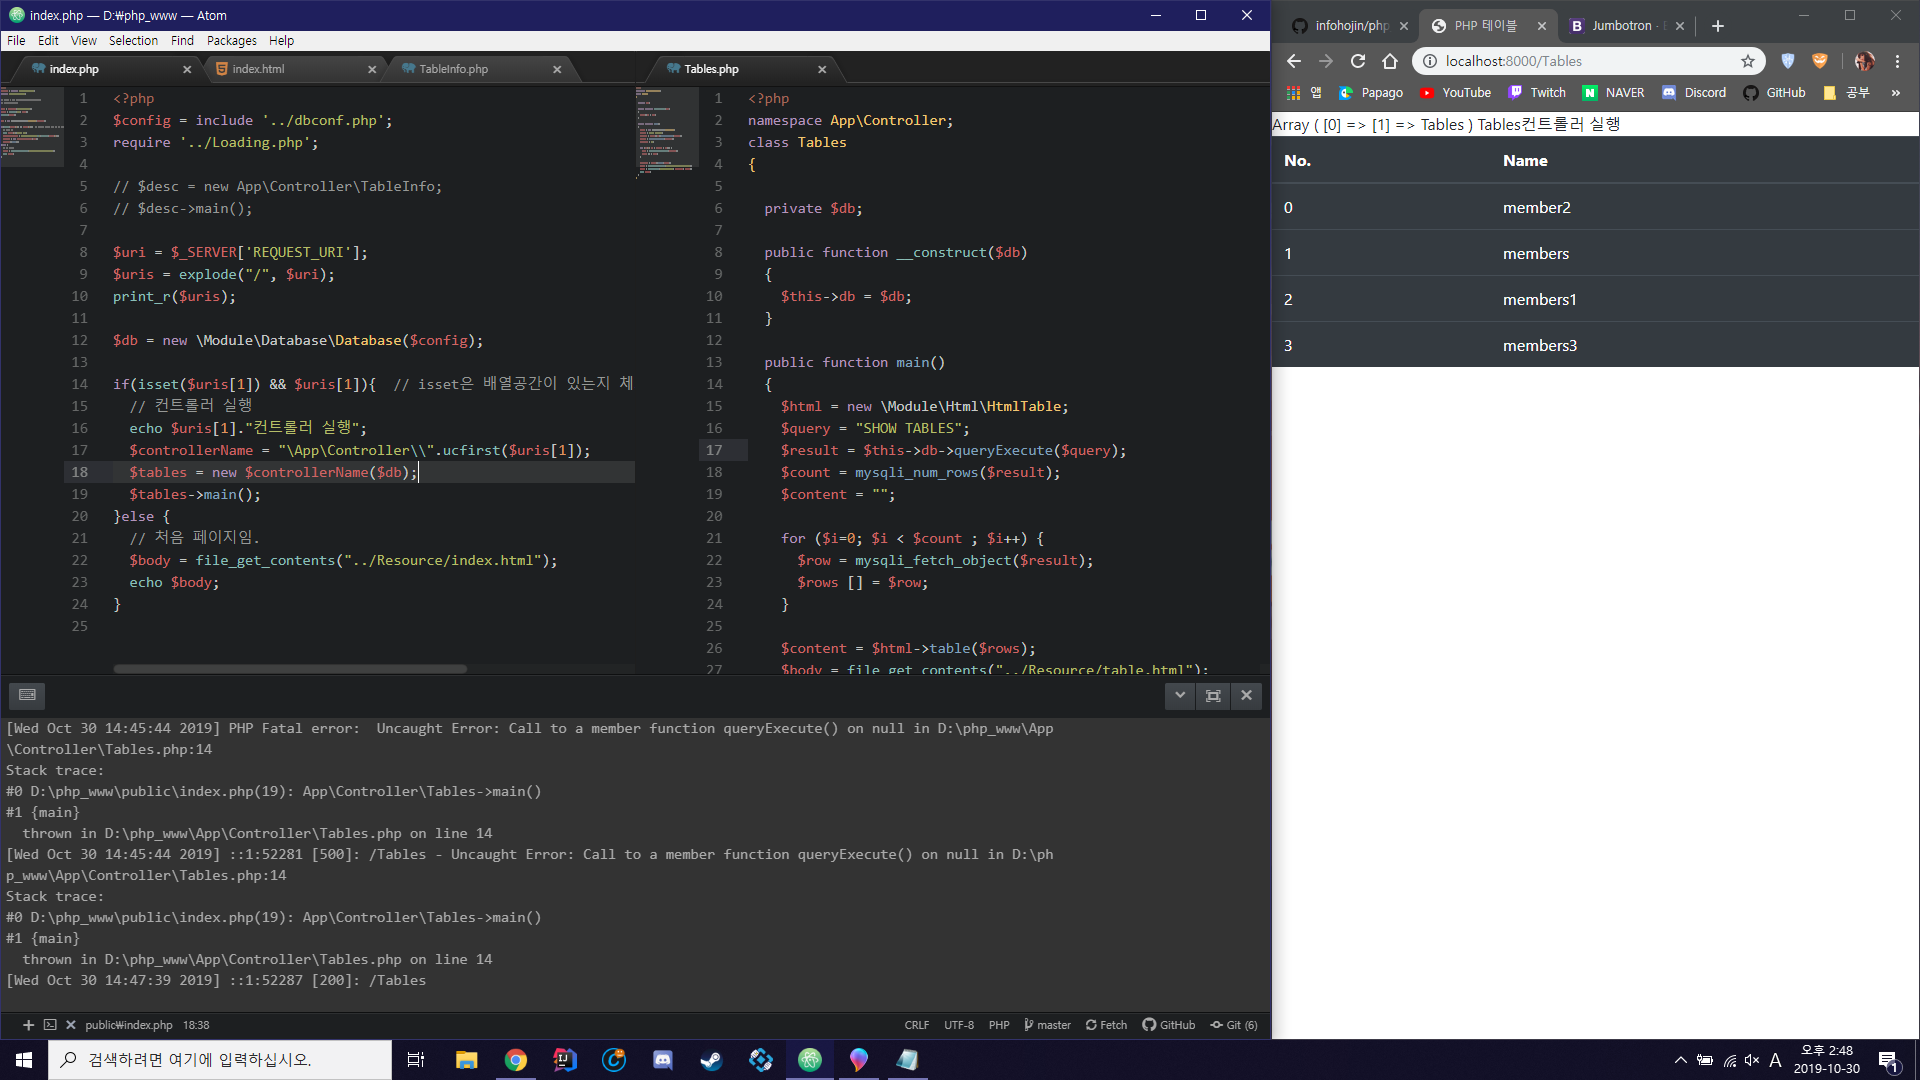 index.php — D:₩php_www — Atom
File Edit View Selection Find Packages Help
index.php
index.html
TableInfo.php
Tables.php
1 <?php
2 $config = include '../dbconf.php';
3 require '../Loading.php';
4
5 // $desc = new App\Controller\TableInfo;
6 // $desc->main();
7
8 $uri = $_SERVER['REQUEST_URI'];
9 $uris = explode("/", $uri);
10 print_r($uris);
11
12 $db = new \Module\Database\Database($config);
13
14 if(isset($uris[1]) && $uris[1]){ // isset은 배열공간이 있는지 체
15 // 컨트롤러 실행
16 echo $uris[1]."컨트롤러 실행";
17 $controllerName = "\App\Controller\\".ucfirst($uris[1]);
18 $tables = new $controllerName($db);
19 $tables->main();
20 }else {
21 // 처음 페이지임.
22 $body = file_get_contents("../Resource/index.html");
23 echo $body;
24 }
25
1 <?php
2 namespace App\Controller;
3 class Tables
4 {
5
6 private $db;
7
8 public function __construct($db)
9 {
10 $this->db = $db;
11 }
12
13 public function main()
14 {
15 $html = new \Module\Html\HtmlTable;
16 $query = "SHOW TABLES";
17 $result = $this->db->queryExecute($query);
18 $count = mysqli_num_rows($result);
19 $content = "";
20
21 for ($i=0; $i < $count ; $i++) {
22 $row = mysqli_fetch_object($result);
23 $rows [] = $row;
24 }
25
26 $content = $html->table($rows);
27 $body = file_get_contents("../Resource/table.html");
[Wed Oct 30 14:45:44 2019] PHP Fatal error:  Uncaught Error: Call to a member function queryExecute() on null in D:\php_www\App
\Controller\Tables.php:14
Stack trace:
#0 D:\php_www\public\index.php(19): App\Controller\Tables->main()
#1 {main}
thrown in D:\php_www\App\Controller\Tables.php on line 14
[Wed Oct 30 14:45:44 2019] ::1:52281 [500]: /Tables - Uncaught Error: Call to a member function queryExecute() on null in D:\ph
p_www\App\Controller\Tables.php:14
Stack trace:
#0 D:\php_www\public\index.php(19): App\Controller\Tables->main()
#1 {main}
thrown in D:\php_www\App\Controller\Tables.php on line 14
[Wed Oct 30 14:47:39 2019] ::1:52287 [200]: /Tables
public₩index.php 18:38
CRLF UTF-8 PHP master Fetch GitHub Git (6)
infohojin/php
PHP 테이블
Jumbotron -
localhost:8000/Tables
앱 Papago YouTube Twitch NAVER Discord GitHub 공부 »
Array ( [0] => [1] => Tables ) Tables컨트롤러 실행
No. Name
0 member2
1 members
2 members1
3 members3
검색하려면 여기에 입력하십시오.
A
오후 2:48
2019-10-30
1